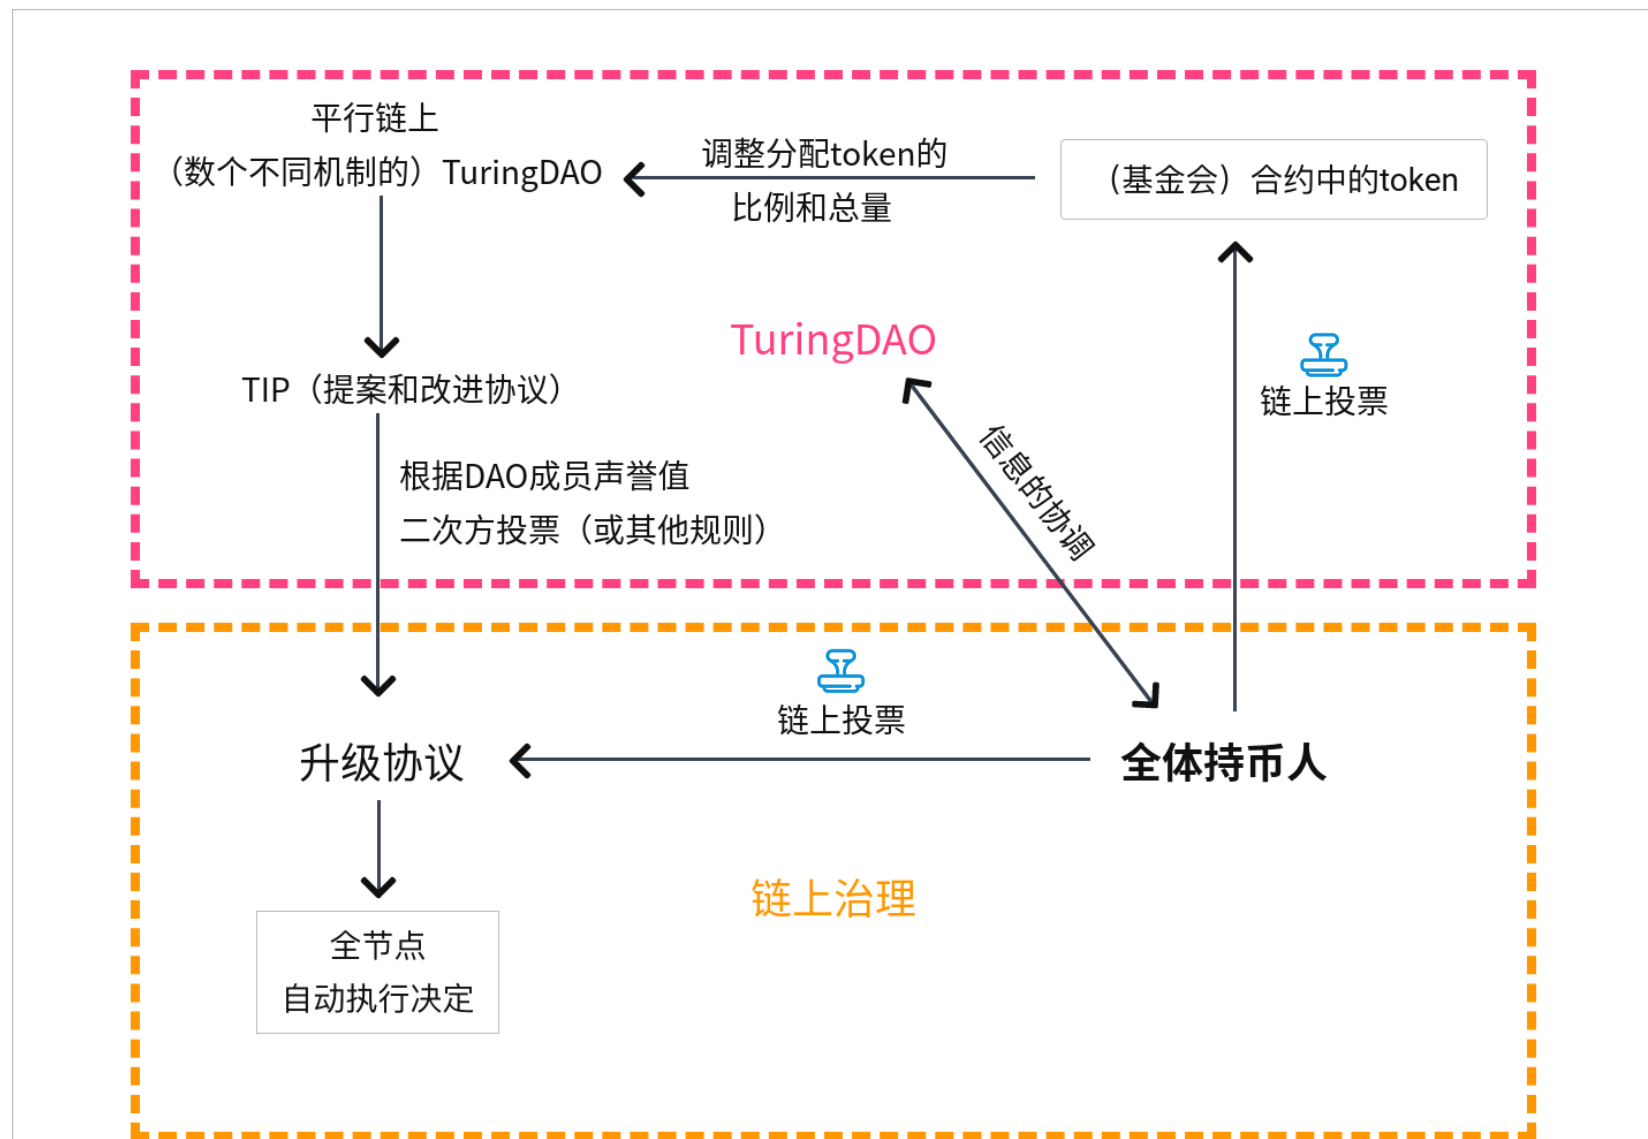 平行链上
（数个不同机制的）TuringDAO
调整分配token的
比例和总量
（基金会）合约中的token
TuringDAO
链上投票
TIP（提案和改进协议）
信息的协调
根据DAO成员声誉值
二次方投票（或其他规则）
链上投票
升级协议
全体持币人
链上治理
全节点
自动执行决定